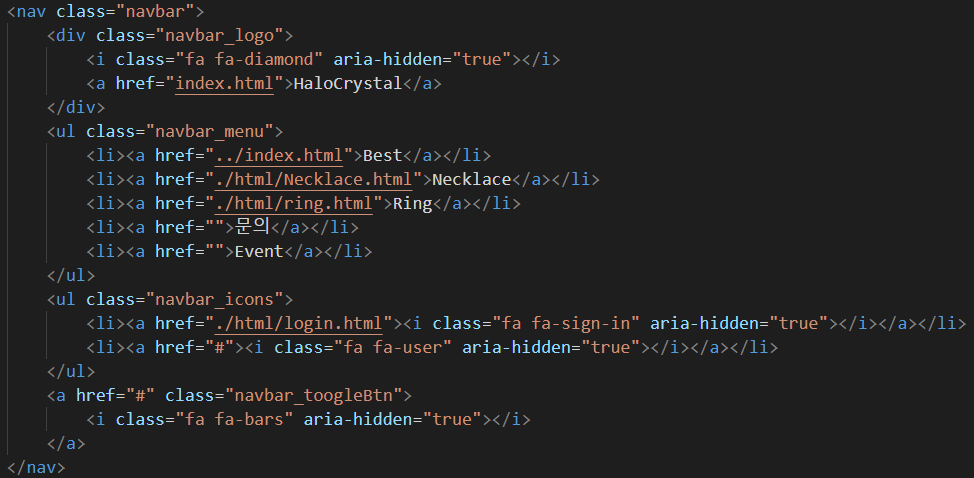 <nav class="navbar">
<div class="navbar_logo">
<i class="fa fa-diamond" aria-hidden="true"></i>
<a href="index.html">HaloCrystal</a>
</div>
<ul class="navbar_menu">
<li><a href="../index.html">Best</a></li>
<li><a href="./html/Necklace.html">Necklace</a></li>
<li><a href="./html/ring.html">Ring</a></li>
<li><a href="">문의</a></li>
<li><a href="">Event</a></li>
</ul>
<ul class="navbar_icons">
<li><a href="./html/login.html"><i class="fa fa-sign-in" aria-hidden="true"></i></a></li>
<li><a href="#"><i class="fa fa-user" aria-hidden="true"></i></a></li>
</ul>
<a href="#" class="navbar_toogleBtn">
<i class="fa fa-bars" aria-hidden="true"></i>
</a>
</nav>